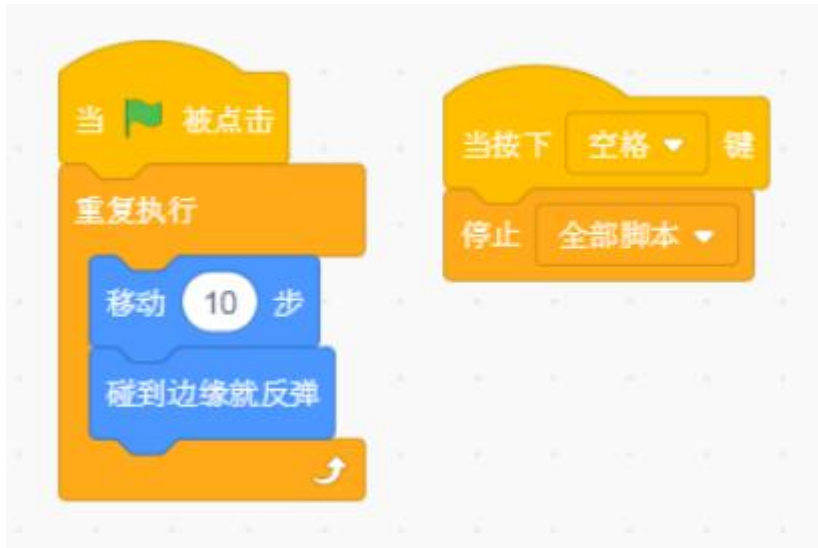 当 被点击
重复执行
移动 10 步
碰到边缘就反弹
当按下 空格 键
停止 全部脚本